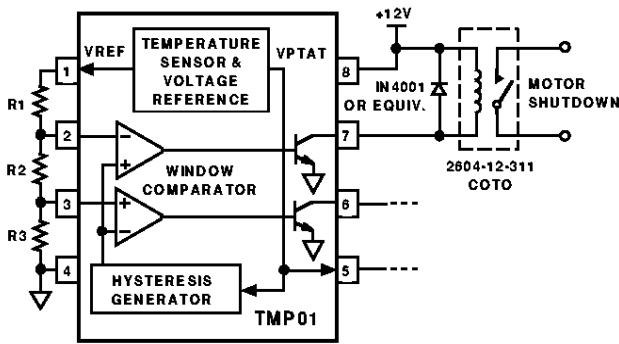 +12V
VREF
TEMPERATURE
SENSOR &
VOLTAGE
REFERENCE
VPTAT
1
8
R1
IN4001
OR EQUIV.
MOTOR
SHUTDOWN
2
7
R2
WINDOW
COMPARATOR
2604-12-311
COTO
3
6
R3
4
HYSTERESIS
GENERATOR
5
TMP01